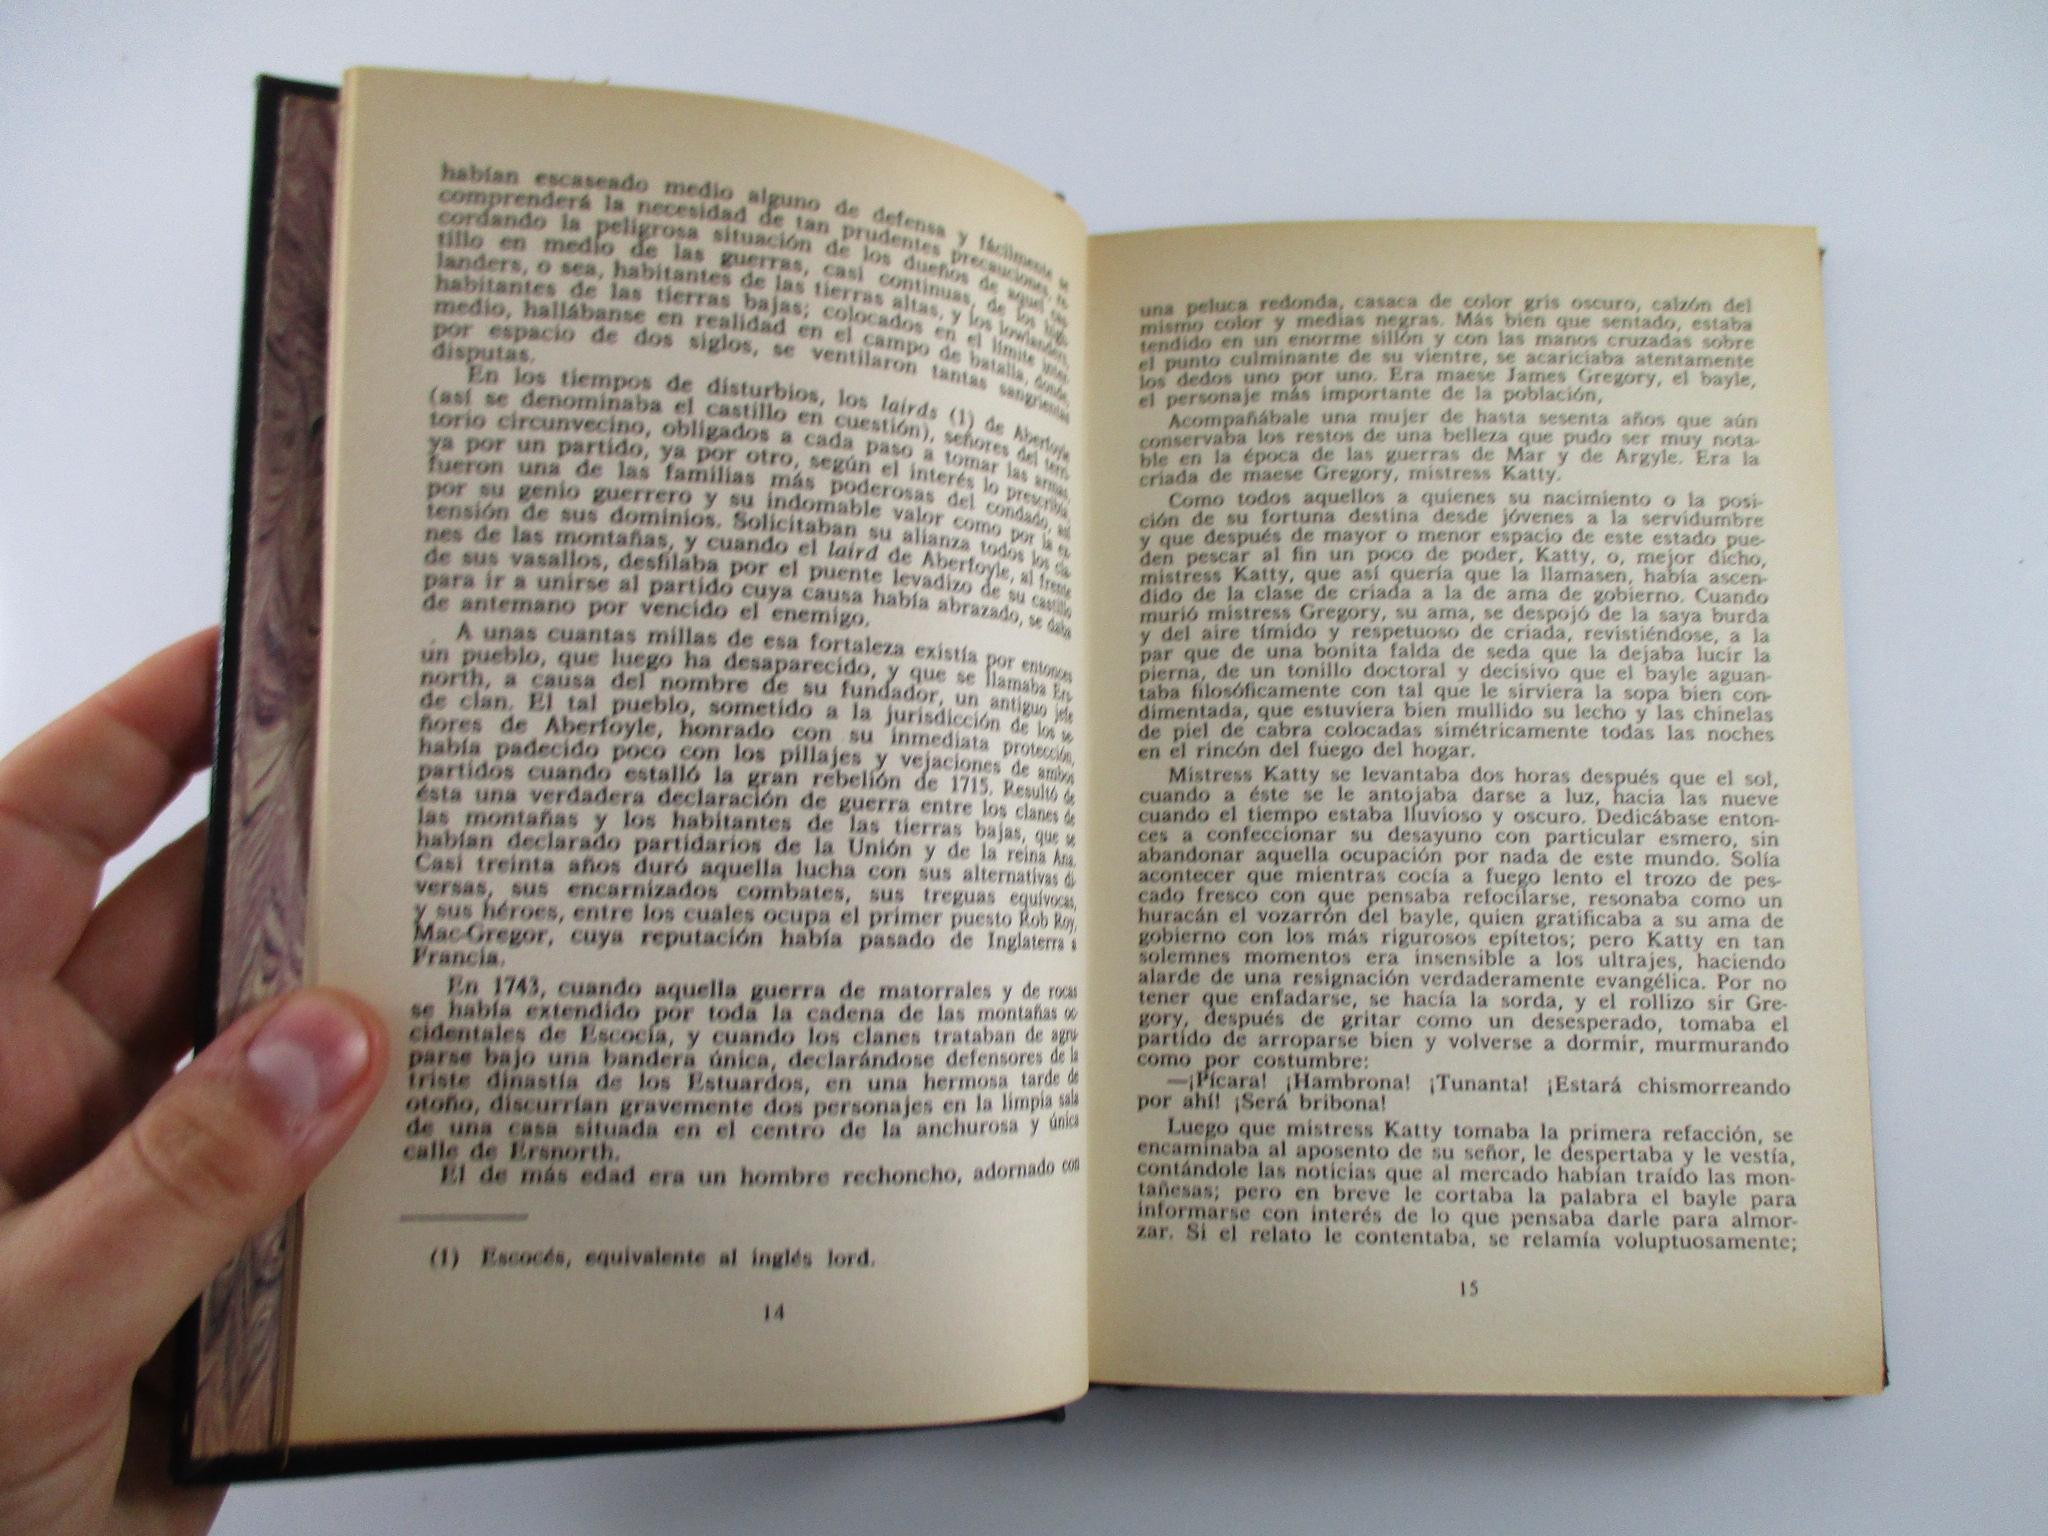 habían escaseado medio alguno de defensa y fácilmente se
comprenderá la necesidad de tan prudentes precauciones, re-
cordando la peligrosa situación de los dueños de aquel cas-
tillo en medio de las guerras, casi continuas, de los high-
landers, o sea, habitantes de las tierras altas, y los lowlanders,
habitantes de las tierras bajas; colocados en el límite inter-
medio, hallábanse en realidad en el campo de batalla, donde,
por espacio de dos siglos, se ventilaron tantas sangrientas
disputas.
En los tiempos de disturbios, los lairds (1) de Aberfoyle
(así se denominaba el castillo en cuestión), señores del terri-
torio circunvecino, obligados a cada paso a tomar las armas,
ya por un partido, ya por otro, según el interés lo prescribía,
fueron una de las familias más poderosas del condado, así
por su genio guerrero y su indomable valor como por la ex-
tensión de sus dominios. Solicitaban su alianza todos los cla-
nes de las montañas, y cuando el laird de Aberfoyle, al frente
de sus vasallos, desfilaba por el puente levadizo de su castillo
para ir a unirse al partido cuya causa había abrazado, se daba
de antemano por vencido el enemigo.
A unas cuantas millas de esa fortaleza existía por entonces
un pueblo, que luego ha desaparecido, y que se llamaba Ers-
north, a causa del nombre de su fundador, un antiguo jefe
de clan. El tal pueblo, sometido a la jurisdicción de los se-
ñores de Aberfoyle, honrado con su inmediata protección,
había padecido poco con los pillajes y vejaciones de ambos
partidos cuando estalló la gran rebelión de 1715. Resultó de
ésta una verdadera declaración de guerra entre los clanes de
las montañas y los habitantes de las tierras bajas, que se
habían declarado partidarios de la Unión y de la reina Ana.
Casi treinta años duró aquella lucha con sus alternativas di-
versas, sus encarnizados combates, sus treguas equívocas,
y sus héroes, entre los cuales ocupa el primer puesto Rob Roy,
Mac-Gregor, cuya reputación había pasado de Inglaterra a
Francia.
En 1743, cuando aquella guerra de matorrales y de rocas
se había extendido por toda la cadena de las montañas oc-
cidentales de Escocia, y cuando los clanes trataban de agru-
parse bajo una bandera única, declarándose defensores de la
triste dinastía de los Estuardos, en una hermosa tarde de
otoño, discurrían gravemente dos personajes en la limpia sala
de una casa situada en el centro de la anchurosa y única
calle de Ersnorth.
El de más edad era un hombre rechoncho, adornado con
(1) Escocés, equivalente al inglés lord.
14
una peluca redonda, casaca de color gris oscuro, calzón del
mismo color y medias negras. Más bien que sentado, estaba
tendido en un enorme sillón y con las manos cruzadas sobre
el punto culminante de su vientre, se acariciaba atentamente
los dedos uno por uno. Era maese James Gregory, el bayle,
el personaje más importante de la población,
Acompañábale una mujer de hasta sesenta años que aún
conservaba los restos de una belleza que pudo ser muy nota-
ble en la época de las guerras de Mar y de Argyle. Era la
criada de maese Gregory, mistress Katty.
Como todos aquellos a quienes su nacimiento o la posi-
ción de su fortuna destina desde jóvenes a la servidumbre
y que después de mayor o menor espacio de este estado pue-
den pescar al fin un poco de poder, Katty, o, mejor dicho,
mistress Katty, que así quería que la llamasen, había ascen-
dido de la clase de criada a la de ama de gobierno. Cuando
murió mistress Gregory, su ama, se despojó de la saya burda
y del aire tímido y respetuoso de criada, revistiéndose, a la
par que de una bonita falda de seda que la dejaba lucir la
pierna, de un tonillo doctoral y decisivo que el bayle aguan-
taba filosóficamente con tal que le sirviera la sopa bien con-
dimentada, que estuviera bien mullido su lecho y las chinelas
de piel de cabra colocadas simétricamente todas las noches
en el rincón del fuego del hogar.
Mistress Katty se levantaba dos horas después que el sol,
cuando a éste se le antojaba darse a luz, hacia las nueve
cuando el tiempo estaba lluvioso y oscuro. Dedicábase enton-
ces a confeccionar su desayuno con particular esmero, sin
abandonar aquella ocupación por nada de este mundo. Solía
acontecer que mientras cocía a fuego lento el trozo de pes-
cado fresco con que pensaba refocilarse, resonaba como un
huracán el vozarrón del bayle, quien gratificaba a su ama de
gobierno con los más rigurosos epítetos; pero Katty en tan
solemnes momentos era insensible a los ultrajes, haciendo
alarde de una resignación verdaderamente evangélica. Por no
tener que enfadarse, se hacía la sorda, y el rollizo sir Gre-
gory, después de gritar como un desesperado, tomaba el
partido de arroparse bien y volverse a dormir, murmurando
como por costumbre:
—¡Pícara! ¡Hambrona! ¡Tunanta! ¡Estará chismorreando
por ahí! ¡Será bribona!
Luego que mistress Katty tomaba la primera refacción, se
encaminaba al aposento de su señor, le despertaba y le vestía,
contándole las noticias que al mercado habían traído las mon-
tañesas; pero en breve le cortaba la palabra el bayle para
informarse con interés de lo que pensaba darle para almor-
zar. Si el relato le contentaba, se relamía voluptuosamente;
15